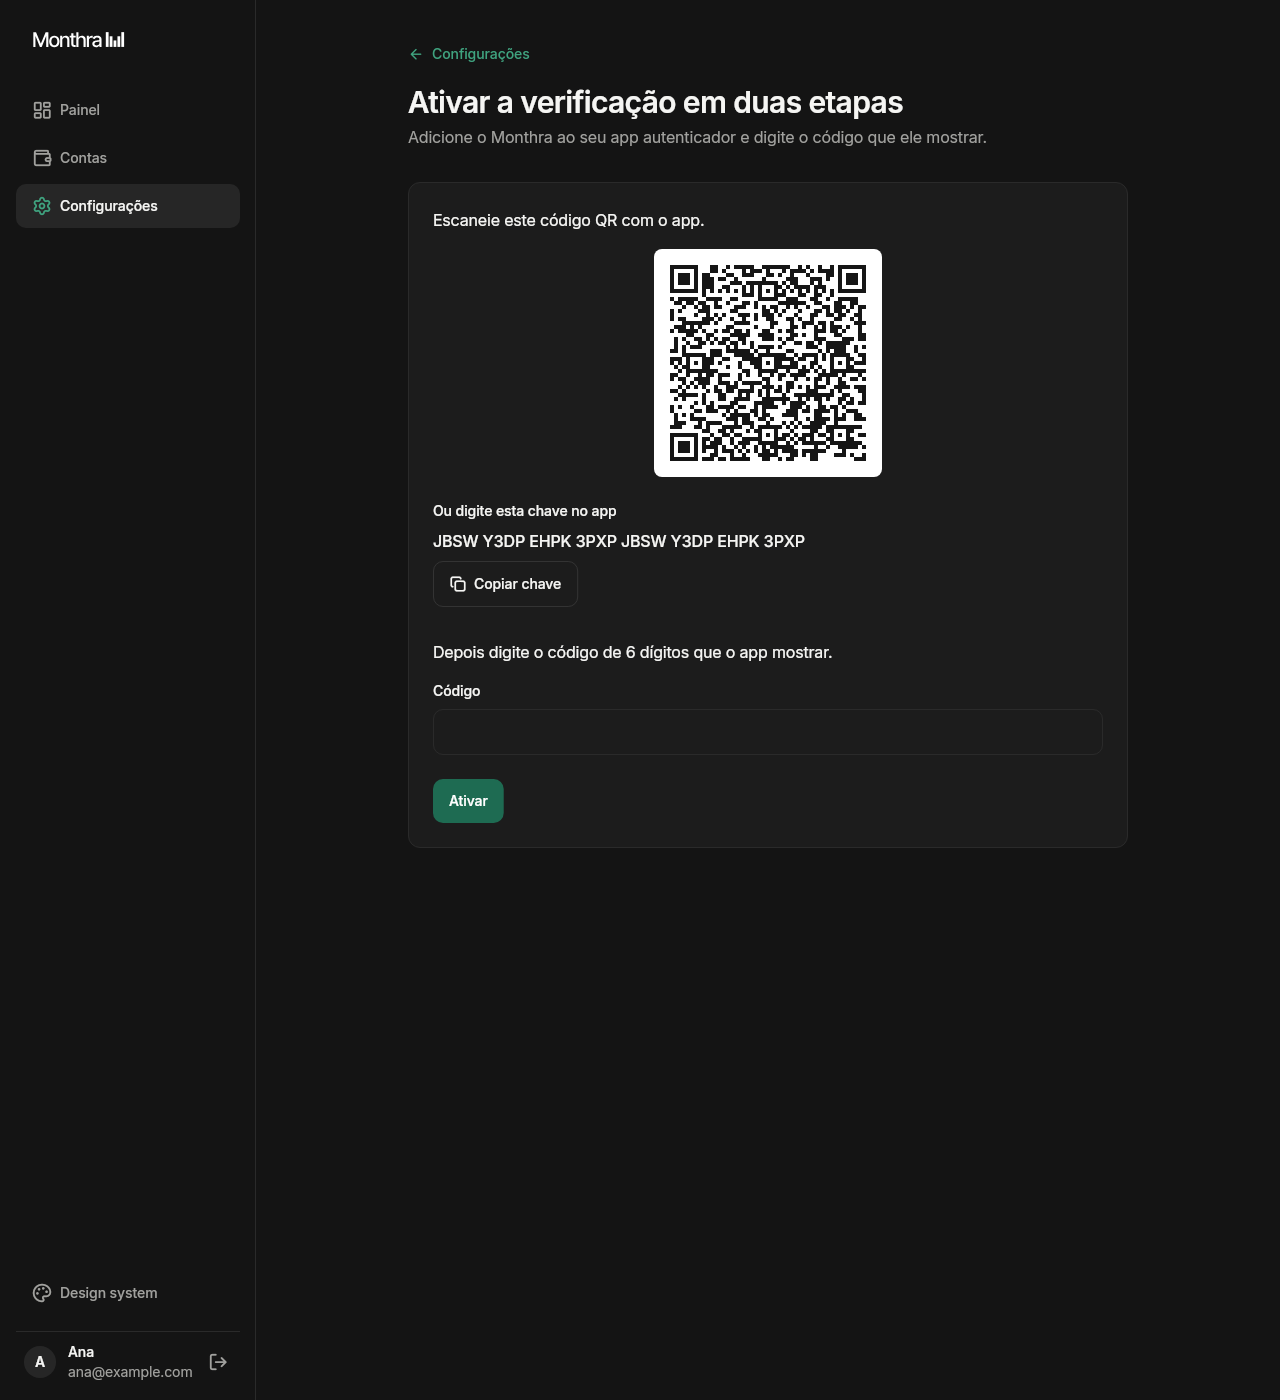 Monthra
Painel
Contas
Configurações
Configurações
Ativar a verificação em duas etapas
Adicione o Monthra ao seu app autenticador e digite o código que ele mostrar.
Escaneie este código QR com o app.
Ou digite esta chave no app
JBSW Y3DP EHPK 3PXP JBSW Y3DP EHPK 3PXP
Copiar chave
Depois digite o código de 6 dígitos que o app mostrar.
Código
Ativar
Design system
A
Ana
ana@example.com